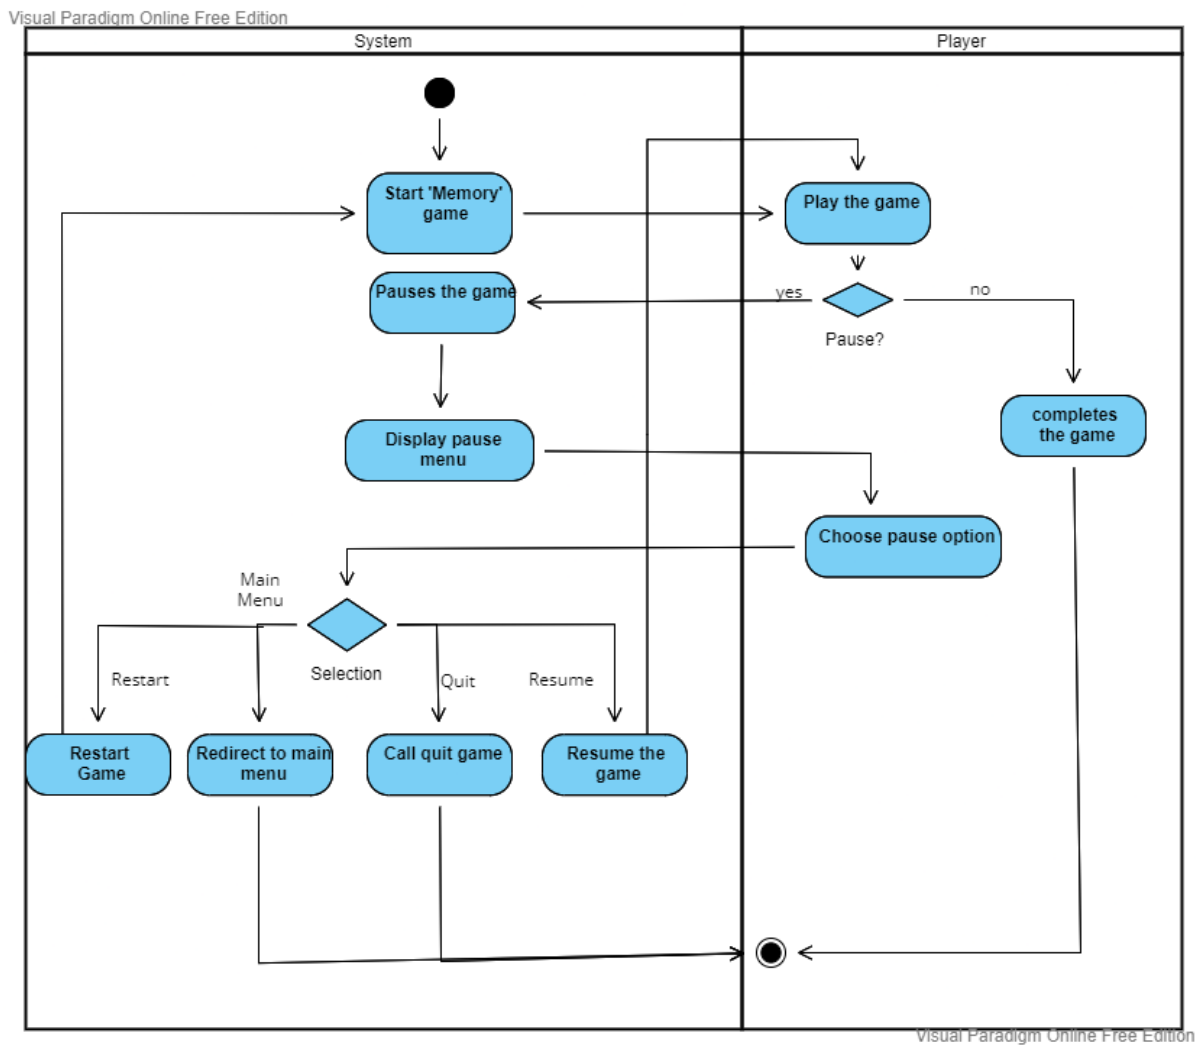 Visual Paradigm Online Free Edition
System
Player
Start 'Memory'
game
Play the game
Pauses the game
yes
no
Pause?
Display pause
menu
completes
the game
Choose pause option
Main
Menu
Selection
Restart
Quit
Resume
Restart
Game
Redirect to main
menu
Call quit game
Resume the
game
Visual Paradigm Online Free Edition